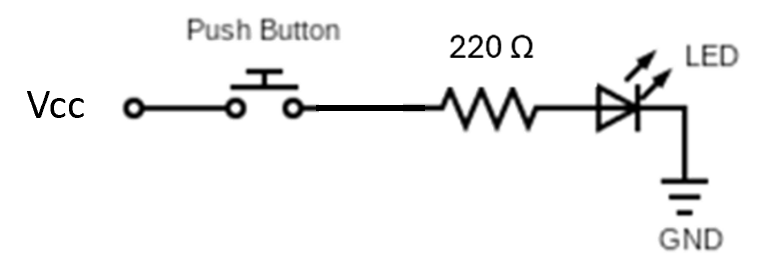 Push Button
220 Ω
LED
Vcc
GND